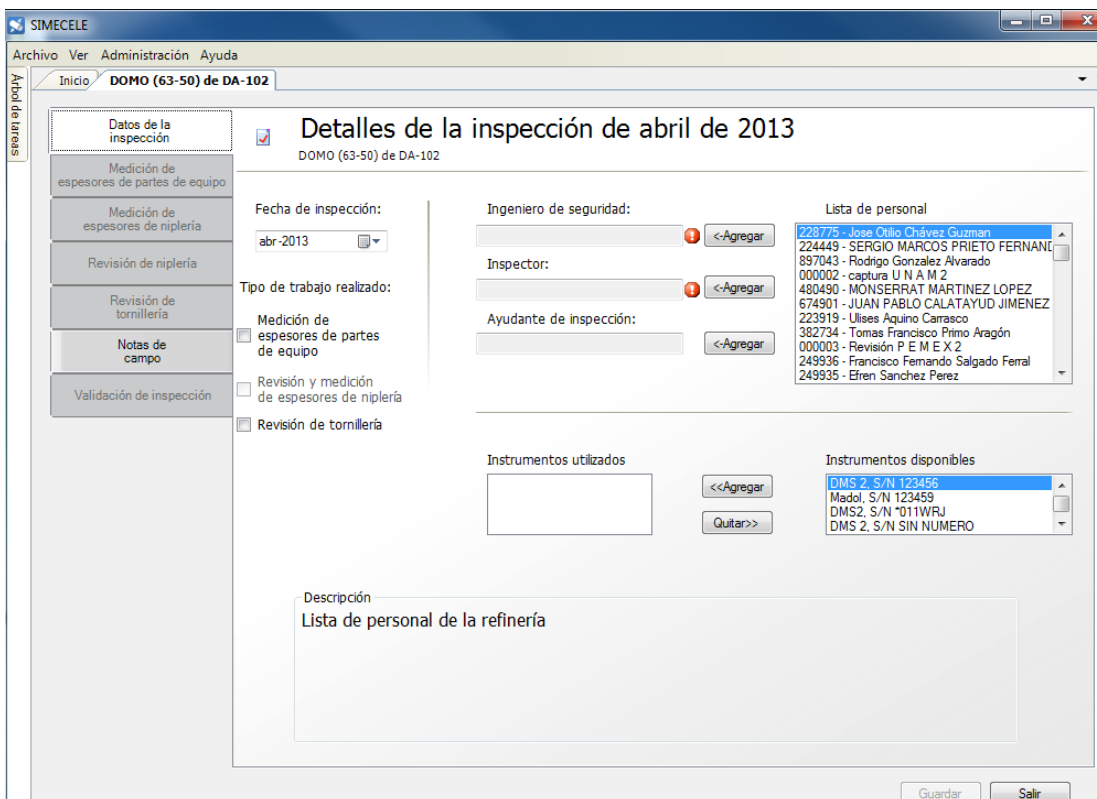 SIMECELE
Archivo Ver Administración Ayuda
Árbol de tareas
Inicio
DOMO (63-50) de DA-102
Datos de la
inspección
Medición de
espesores de partes de equipo
Medición de
espesores de niplería
Revisión de niplería
Revisión de
tornillería
Notas de
campo
Validación de inspección
Detalles de la inspección de abril de 2013
DOMO (63-50) de DA-102
Fecha de inspección:
abr-2013
Tipo de trabajo realizado:
Medición de
espesores de partes
de equipo
Revisión y medición
de espesores de niplería
Revisión de tornillería
Ingeniero de seguridad:
<-Agregar
Inspector:
<-Agregar
Ayudante de inspección:
<-Agregar
Lista de personal
228775 - Jose Otilio Chávez Guzman
224449 - SERGIO MARCOS PRIETO FERNAND
897043 - Rodrigo Gonzalez Alvarado
000002 - captura U N A M 2
480490 - MONSERRAT MARTINEZ LOPEZ
674901 - JUAN PABLO CALATAYUD JIMENEZ
223919 - Ulises Aquino Carrasco
382734 - Tomas Francisco Primo Aragón
000003 - Revisión P E M E X 2
249936 - Francisco Fernando Salgado Ferral
249935 - Efren Sanchez Perez
Instrumentos utilizados
<<Agregar
Quitar>>
Instrumentos disponibles
DMS 2, S/N 123456
Madol, S/N 123459
DMS2, S/N *011WRJ
DMS 2, S/N SIN NUMERO
Descripción
Lista de personal de la refinería
Guardar
Salir